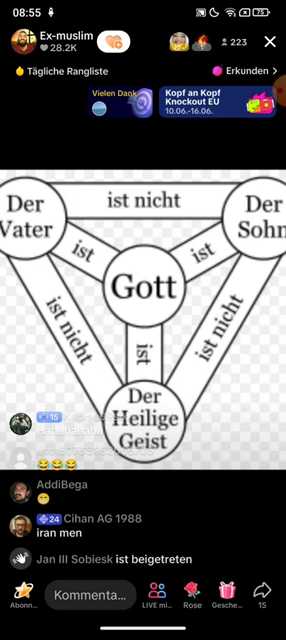 08:55
75
Ex-muslim
28.2K
223
Tägliche Rangliste
Erkunden
Vielen Dank
Kopf an Kopf
Knockout EU
10.06.-16.06.
Der
Vater
ist nicht
Der
Sohn
ist
ist
Gott
ist nicht
ist
ist nicht
Der
Heilige
Geist
15
AddiBega
24 Cihan AG 1988
iran men
Jan III Sobiesk ist beigetreten
Kommenta...
Abonn...
LIVE mi...
Rose
Gesche...
15